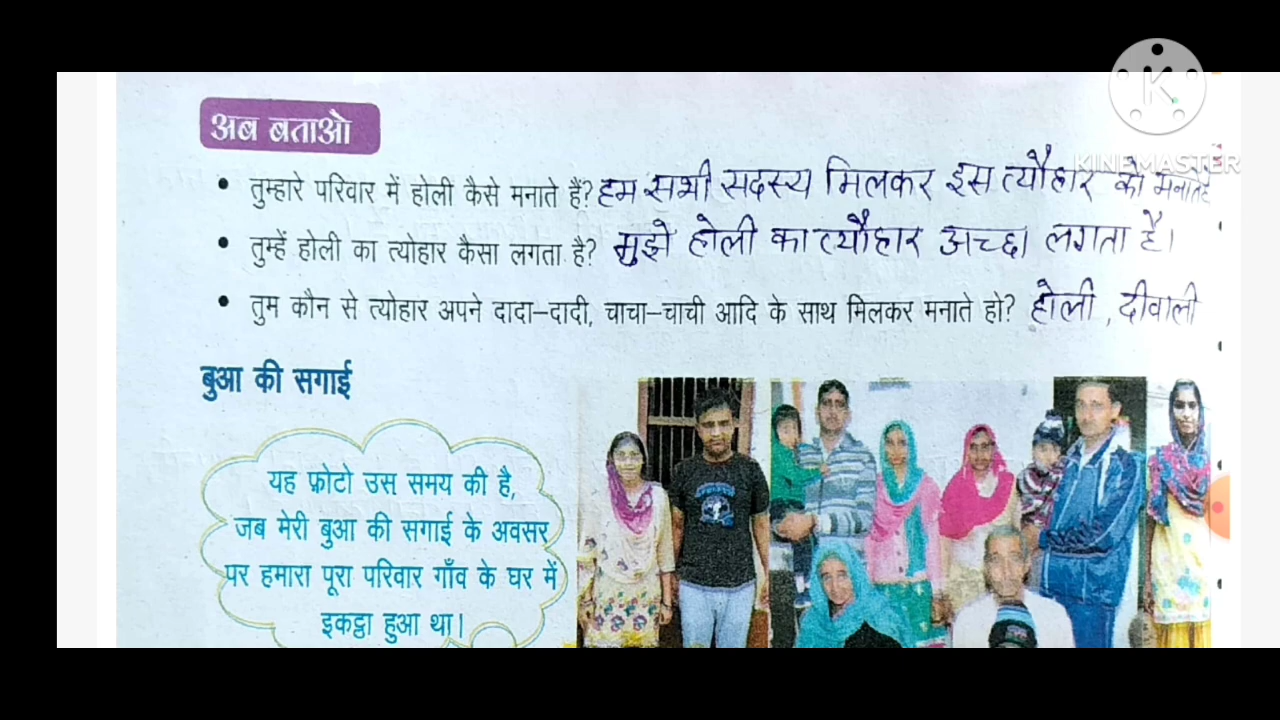 KINEMASTER
अब बताओ
• तुम्हारे परिवार में होली कैसे मनाते हैं? हम सभी सदस्य मिलकर इस त्यौहार को मनाते है
• तुम्हें होली का त्योहार कैसा लगता है? मुझे होली का त्यौहार अच्छा लगता है।
• तुम कौन से त्योहार अपने दादा–दादी, चाचा–चाची आदि के साथ मिलकर मनाते हो? होली, दीवाली
बुआ की सगाई
यह फ़ोटो उस समय की है,
जब मेरी बुआ की सगाई के अवसर
पर हमारा पूरा परिवार गाँव के घर में
इकट्ठा हुआ था।